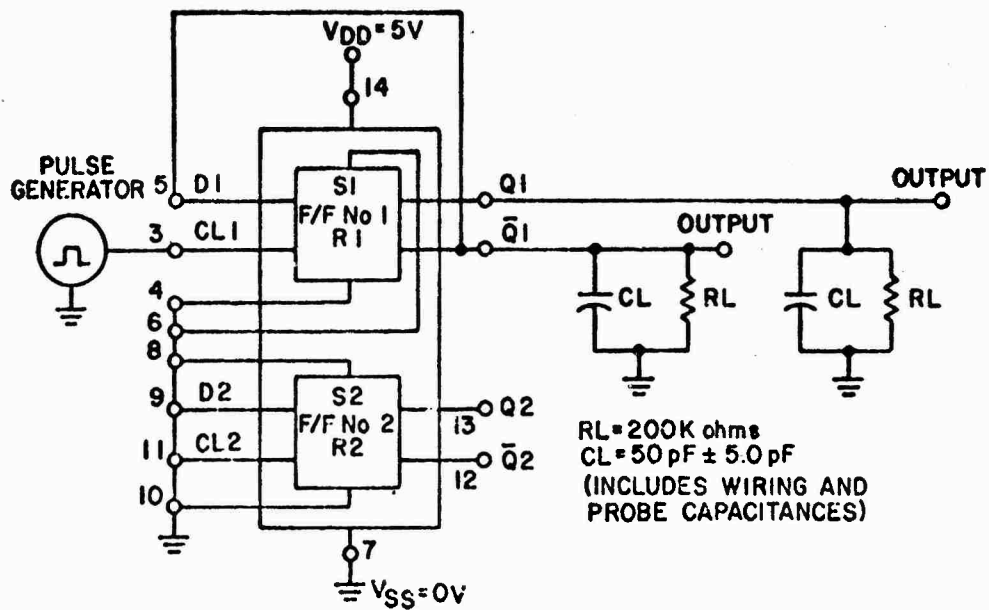 VDD=5V
14
PULSE
GENERATOR
5
D1
S1
F/F No 1
R1
Q1
OUTPUT
3
CL1
Q̅1
OUTPUT
4
CL
RL
CL
RL
6
8
9
D2
S2
F/F No 2
R2
13
Q2
11
CL2
12
Q̅2
10
RL=200K ohms
CL=50 pF ± 5.0 pF
(INCLUDES WIRING AND
PROBE CAPACITANCES)
7
VSS=0V